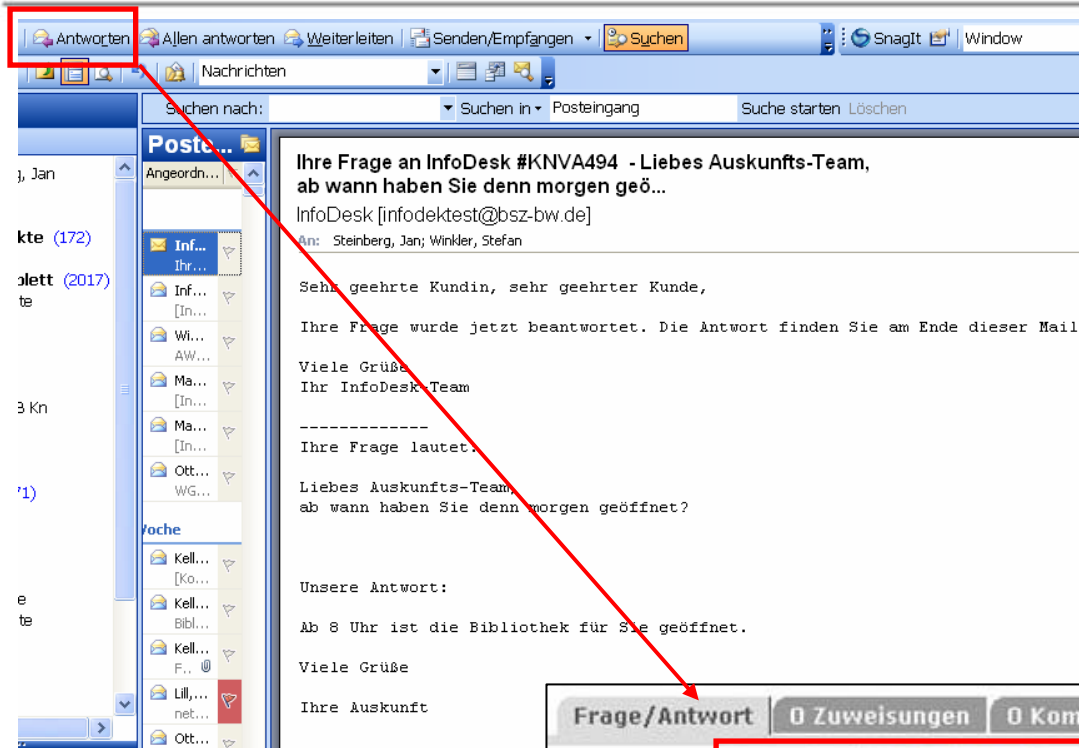 Antworten Allen antworten Weiterleiten Senden/Empfangen Suchen SnagIt Window
Nachrichten
Suchen nach: Suchen in Posteingang Suche starten Löschen
Poste...
Angeordn...
, Jan
kte (172)
plett (2017)
te
B Kn
'1)
e
te
Inf...
Ihr...
Inf...
[In...
Wi...
AW...
Ma...
[In...
Ma...
[In...
Ott...
WG...
Woche
Kell...
[Ko...
Kell...
Bibl...
Kell...
F...
Lill,...
net...
Ott...
Ihre Frage an InfoDesk #KNVA494 - Liebes Auskunfts-Team,
ab wann haben Sie denn morgen geö...
InfoDesk [infodektest@bsz-bw.de]
An: Steinberg, Jan; Winkler, Stefan
Sehr geehrte Kundin, sehr geehrter Kunde,
Ihre Frage wurde jetzt beantwortet. Die Antwort finden Sie am Ende dieser Mail
Viele Grüße
Ihr InfoDesk-Team
-------------
Ihre Frage lautet:
Liebes Auskunfts-Team,
ab wann haben Sie denn morgen geöffnet?
Unsere Antwort:
Ab 8 Uhr ist die Bibliothek für Sie geöffnet.
Viele Grüße
Ihre Auskunft
Frage/Antwort 0 Zuweisungen 0 Kom